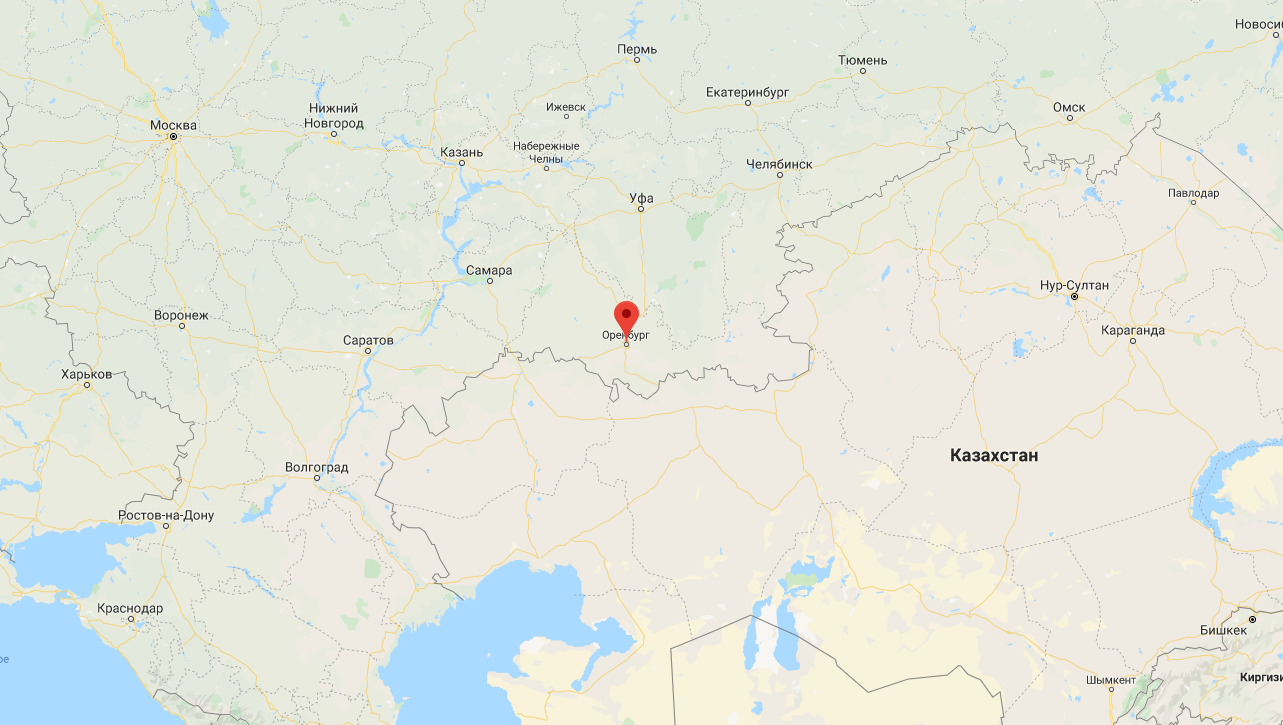 Новосиб
Пермь
Тюмень
Екатеринбург
Нижний
Новгород
Ижевск
Омск
Москва
Набережные
Челны
Казань
Челябинск
Уфа
Павлодар
Самара
Нур-Султан
Воронеж
Оренбург
Караганда
Саратов
Харьков
Казахстан
Волгоград
Ростов-на-Дону
Краснодар
Бишкек
ое
Шымкент
Киргизи